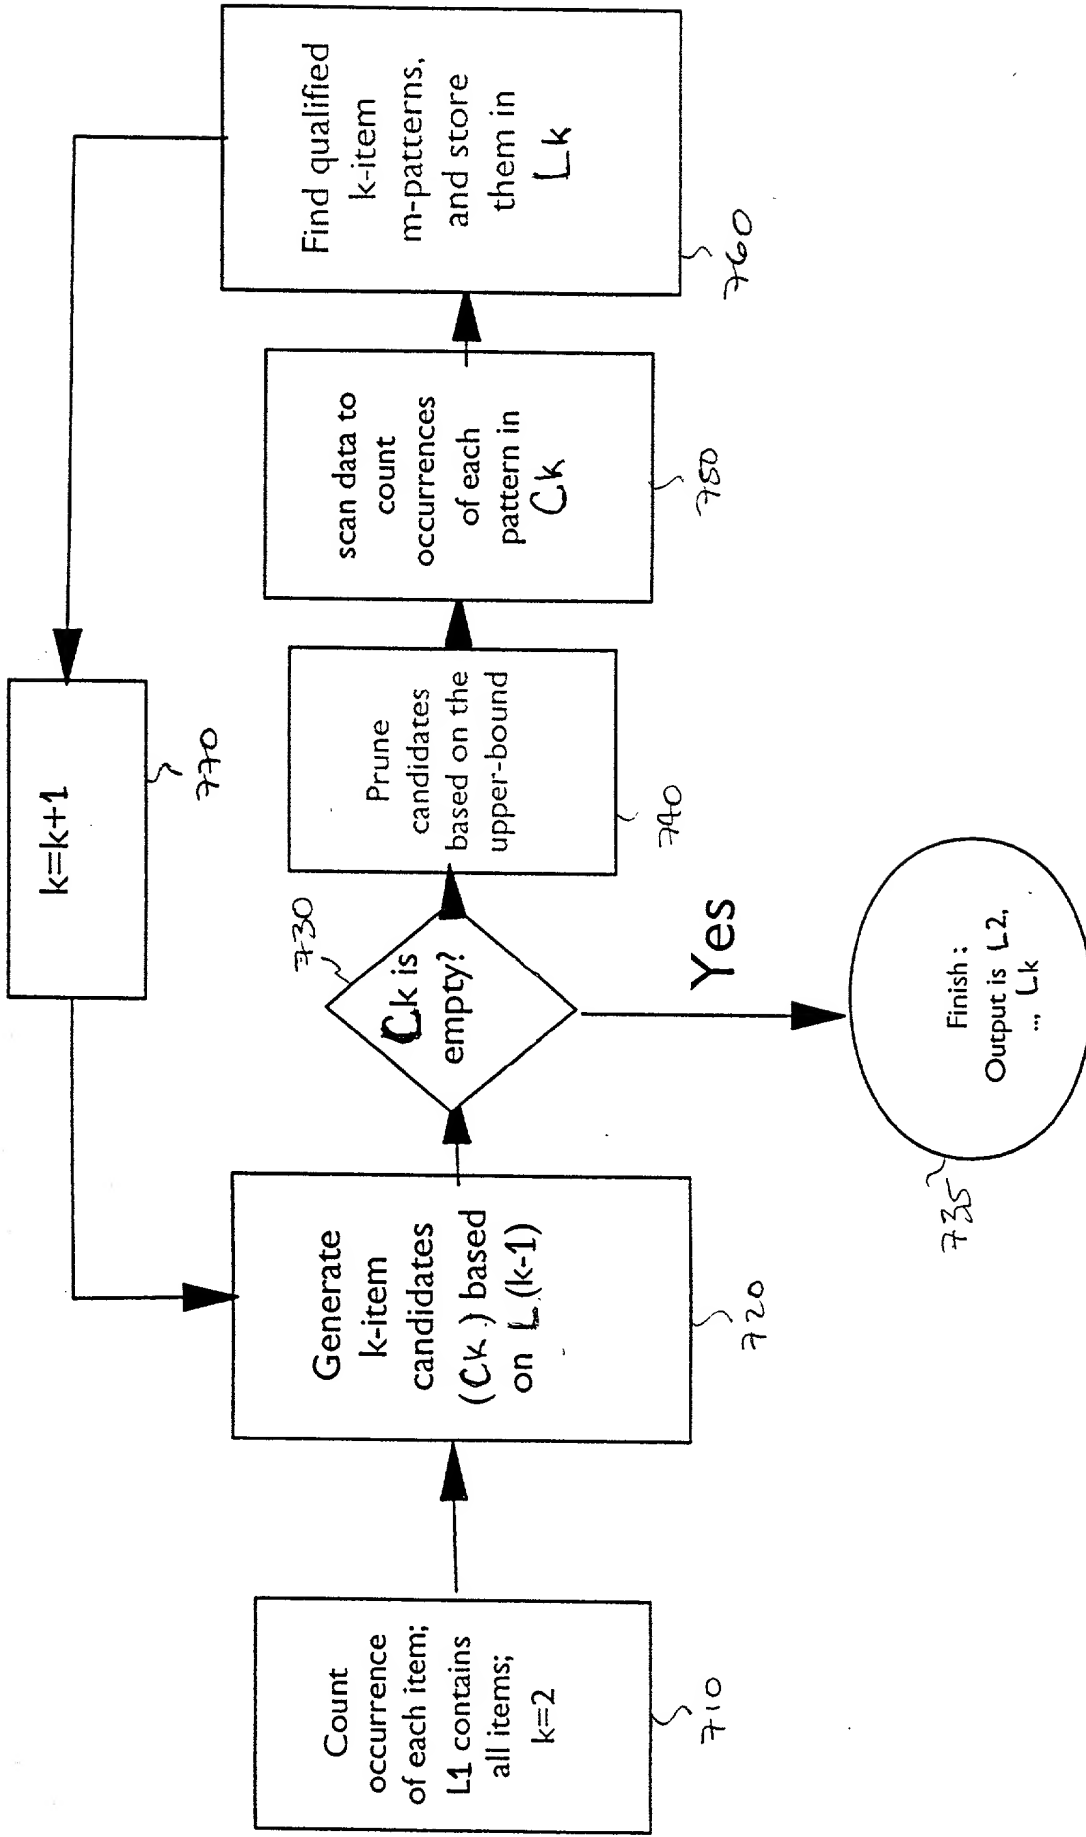 Count
occurrence
of each item;
L1 contains
all items;
k=2
710
Generate
k-item
candidates
(Ck) based
on L(k-1)
720
Ck is
empty?
730
Yes
Finish :
Output is L2,
.., Lk
735
Prune
candidates
based on the
upper-bound
740
scan data to
count
occurrences
of each
pattern in
Ck
750
Find qualified
k-item
m-patterns,
and store
them in
Lk
760
k=k+1
770